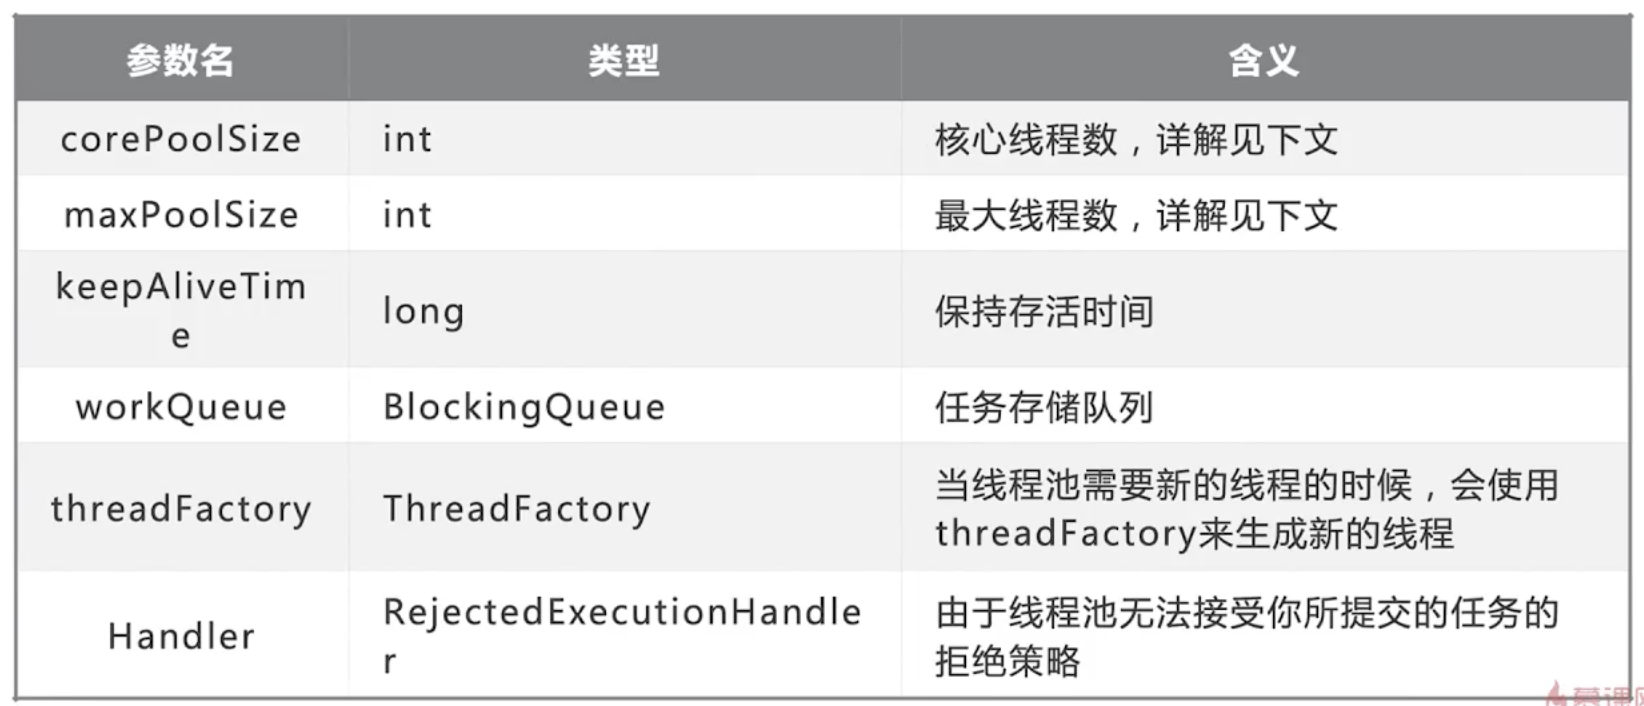 参数名 类型 含义
corePoolSize int 核心线程数，详解见下文
maxPoolSize int 最大线程数，详解见下文
keepAliveTim
e
long
保持存活时间
workQueue BlockingQueue 任务存储队列
threadFactory
ThreadFactory
当线程池需要新的线程的时候，会使用
threadFactory来生成新的线程
Handler
RejectedExecutionHandle
r
由于线程池无法接受你所提交的任务的
拒绝策略